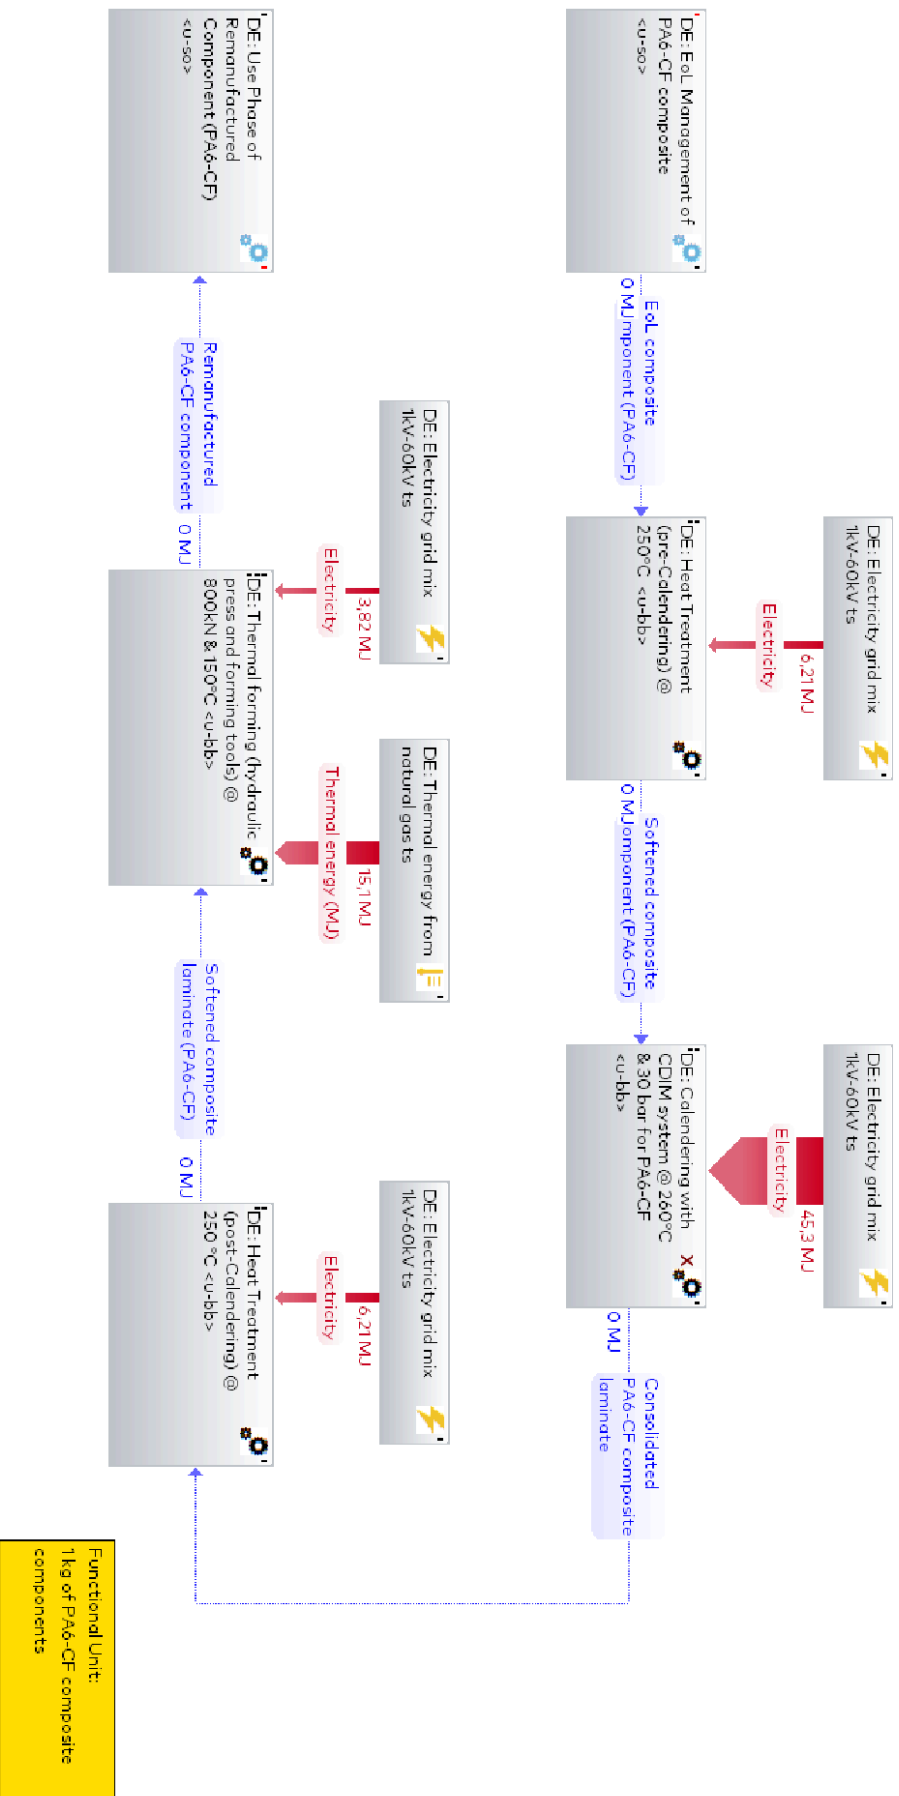 DE: Electricity grid mix
1kV-60kV ts
DE: Electricity grid mix
1kV-60kV ts
6,21 MJ
Electricity
45,3 MJ
Electricity
DE: EoL Management of
PA6-CF composite
<u-so>
EoL composite
0 MJmponent (PA6-CF)
DE: Heat Treatment
(pre-Calendering) @
250°C <u-bb>
Softened composite
0 MJomponent (PA6-CF)
DE: Calendering with
CDIM system @ 260°C
& 30 bar for PA6-CF
<u-bb>
X
0 MJ
Consolidated
PA6-CF composite
laminate
DE: Electricity grid mix
1kV-60kV ts
DE: Thermal energy from
natural gas ts
DE: Electricity grid mix
1kV-60kV ts
3,82 MJ
Electricity
15,1 MJ
Thermal energy (MJ)
6,21 MJ
Electricity
DE: Use Phase of
Remanufactured
Component (PA6-CF)
<u-so>
Remanufactured
PA6-CF component
0 MJ
DE: Thermal forming (hydraulic
press and forming tools) @
800kN & 150°C <u-bb>
Softened composite
laminate (PA6-CF)
0 MJ
DE: Heat Treatment
(post-Calendering) @
250 °C <u-bb>
Functional Unit:
1 kg of PA6-CF composite
components